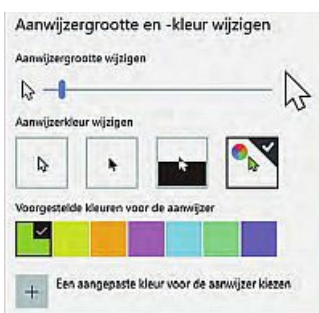 Aanwijzergrootte en -kleur wijzigen
Aanwijzergrootte wijzigen
Aanwijzerkleur wijzigen
Voorgestelde kleuren voor de aanwijzer
Een aangepaste kleur voor de aanwijzer kiezen